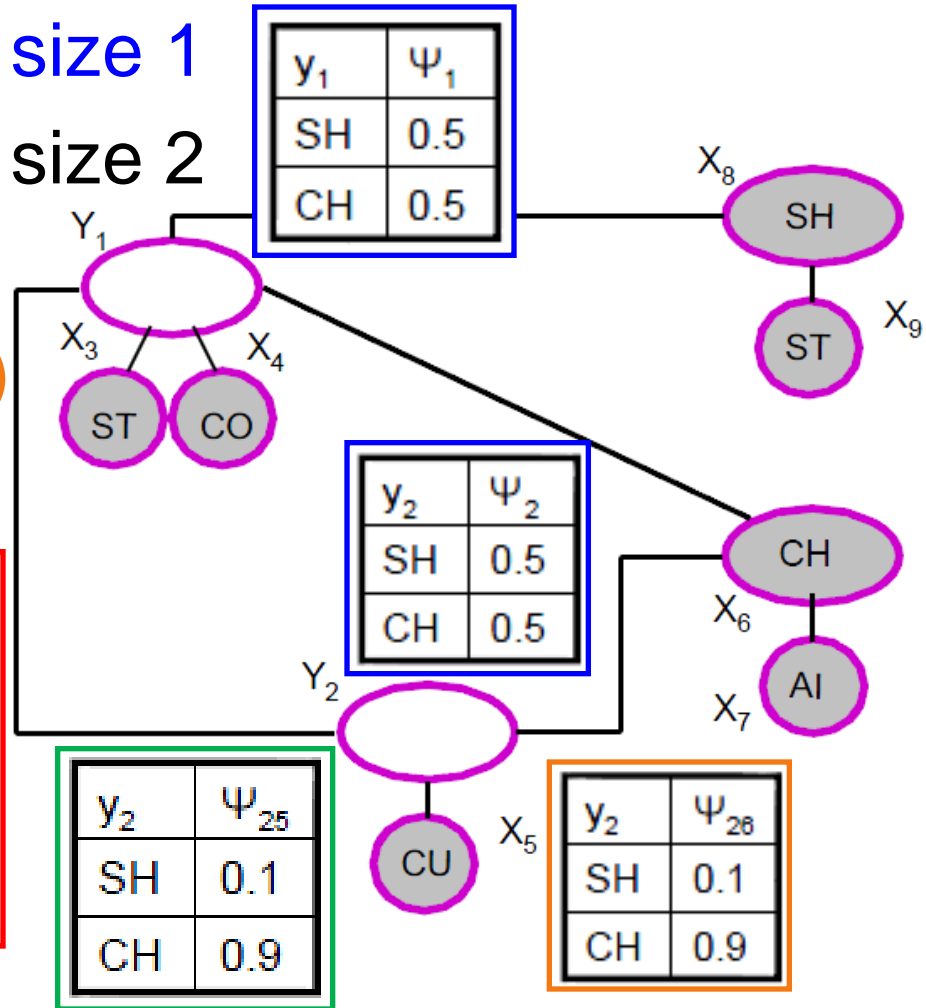 size 1
size 2
y₁ Ψ₁
SH 0.5
CH 0.5
X₈
SH
X₉
ST
Y₁
X₃
X₄
ST
CO
y₂ Ψ₂
SH 0.5
CH 0.5
CH
X₆
X₇
AI
Y₂
X₅
CU
y₂ Ψ₂₅
SH 0.1
CH 0.9
y₂ Ψ₂₆
SH 0.1
CH 0.9